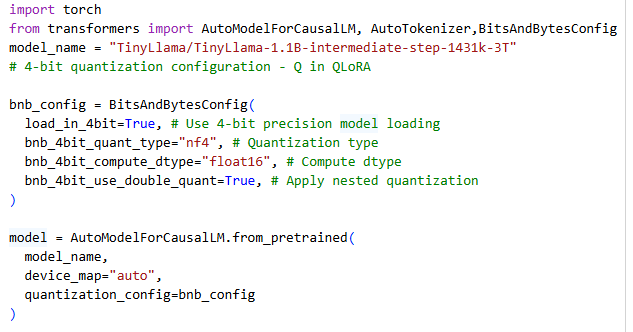 import torch
from transformers import AutoModelForCausalLM, AutoTokenizer,BitsAndBytesConfig
model_name = "TinyLlama/TinyLlama-1.1B-intermediate-step-1431k-3T"
# 4-bit quantization configuration - Q in QLoRA
bnb_config = BitsAndBytesConfig(
load_in_4bit=True, # Use 4-bit precision model loading
bnb_4bit_quant_type="nf4", # Quantization type
bnb_4bit_compute_dtype="float16", # Compute dtype
bnb_4bit_use_double_quant=True, # Apply nested quantization
)
model = AutoModelForCausalLM.from_pretrained(
model_name,
device_map="auto",
quantization_config=bnb_config
)